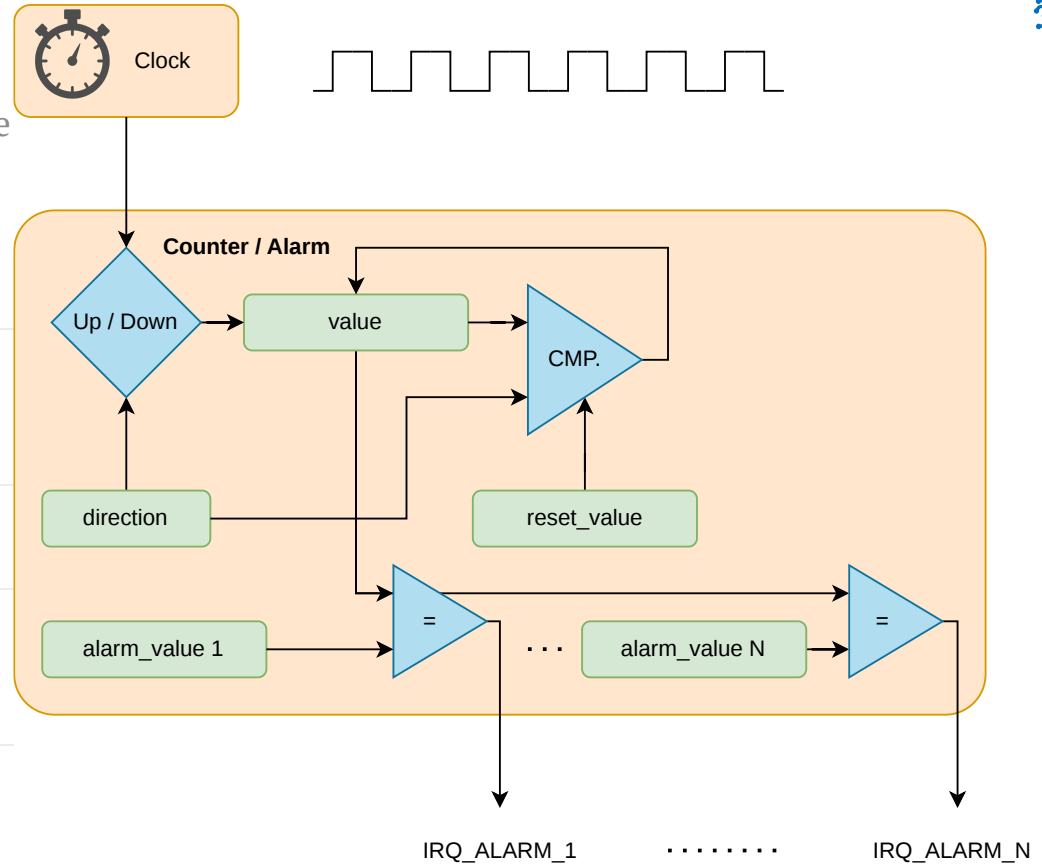 Clock
e
Counter / Alarm
Up / Down
value
CMP.
direction
reset_value
=
=
alarm_value 1
. . .
alarm_value N
IRQ_ALARM_1
. . . . . . . .
IRQ_ALARM_N